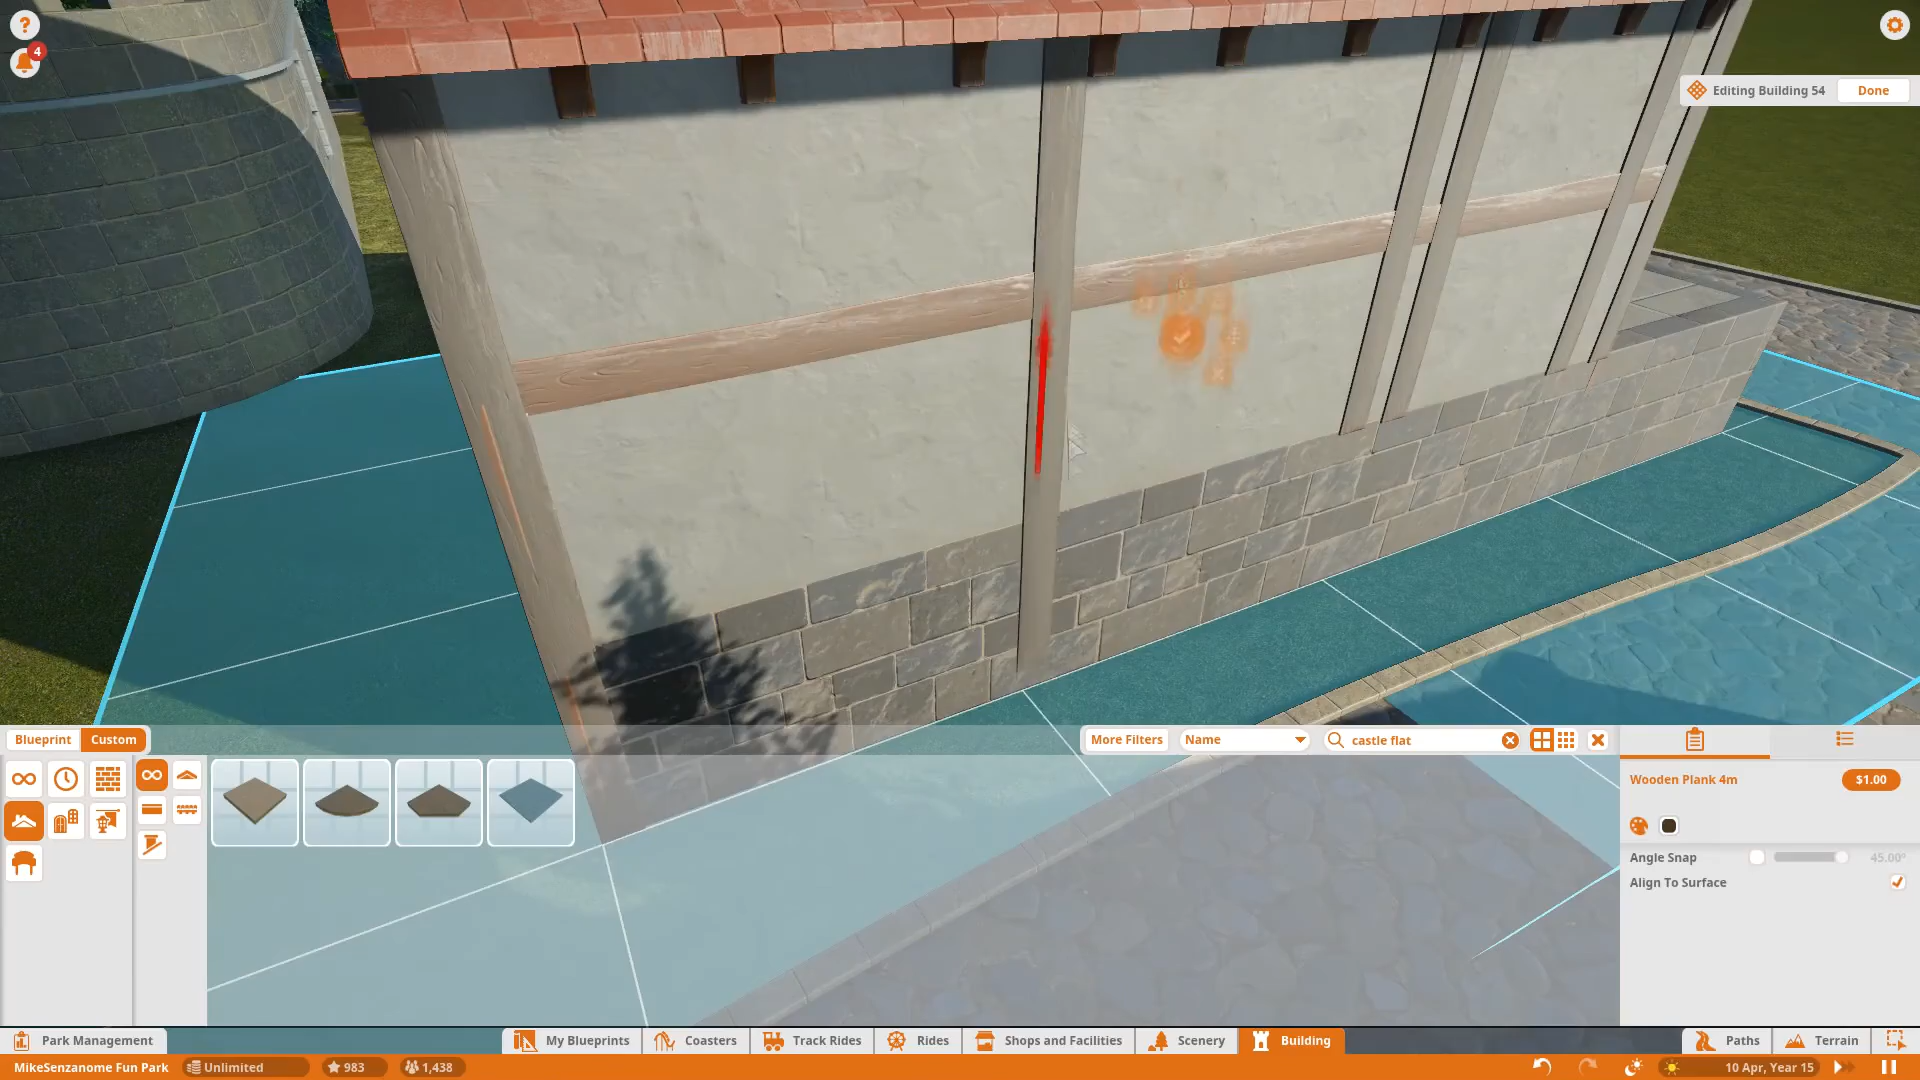 ?
4
Editing Building 54
Done
Blueprint
Custom
More Filters
Name
castle flat
Wooden Plank 4m
$1.00
Angle Snap
45.00°
Align To Surface
Park Management
My Blueprints
Coasters
Track Rides
Rides
Shops and Facilities
Scenery
Building
Paths
Terrain
MikeSenzanome Fun Park
Unlimited
983
1,438
10 Apr, Year 15